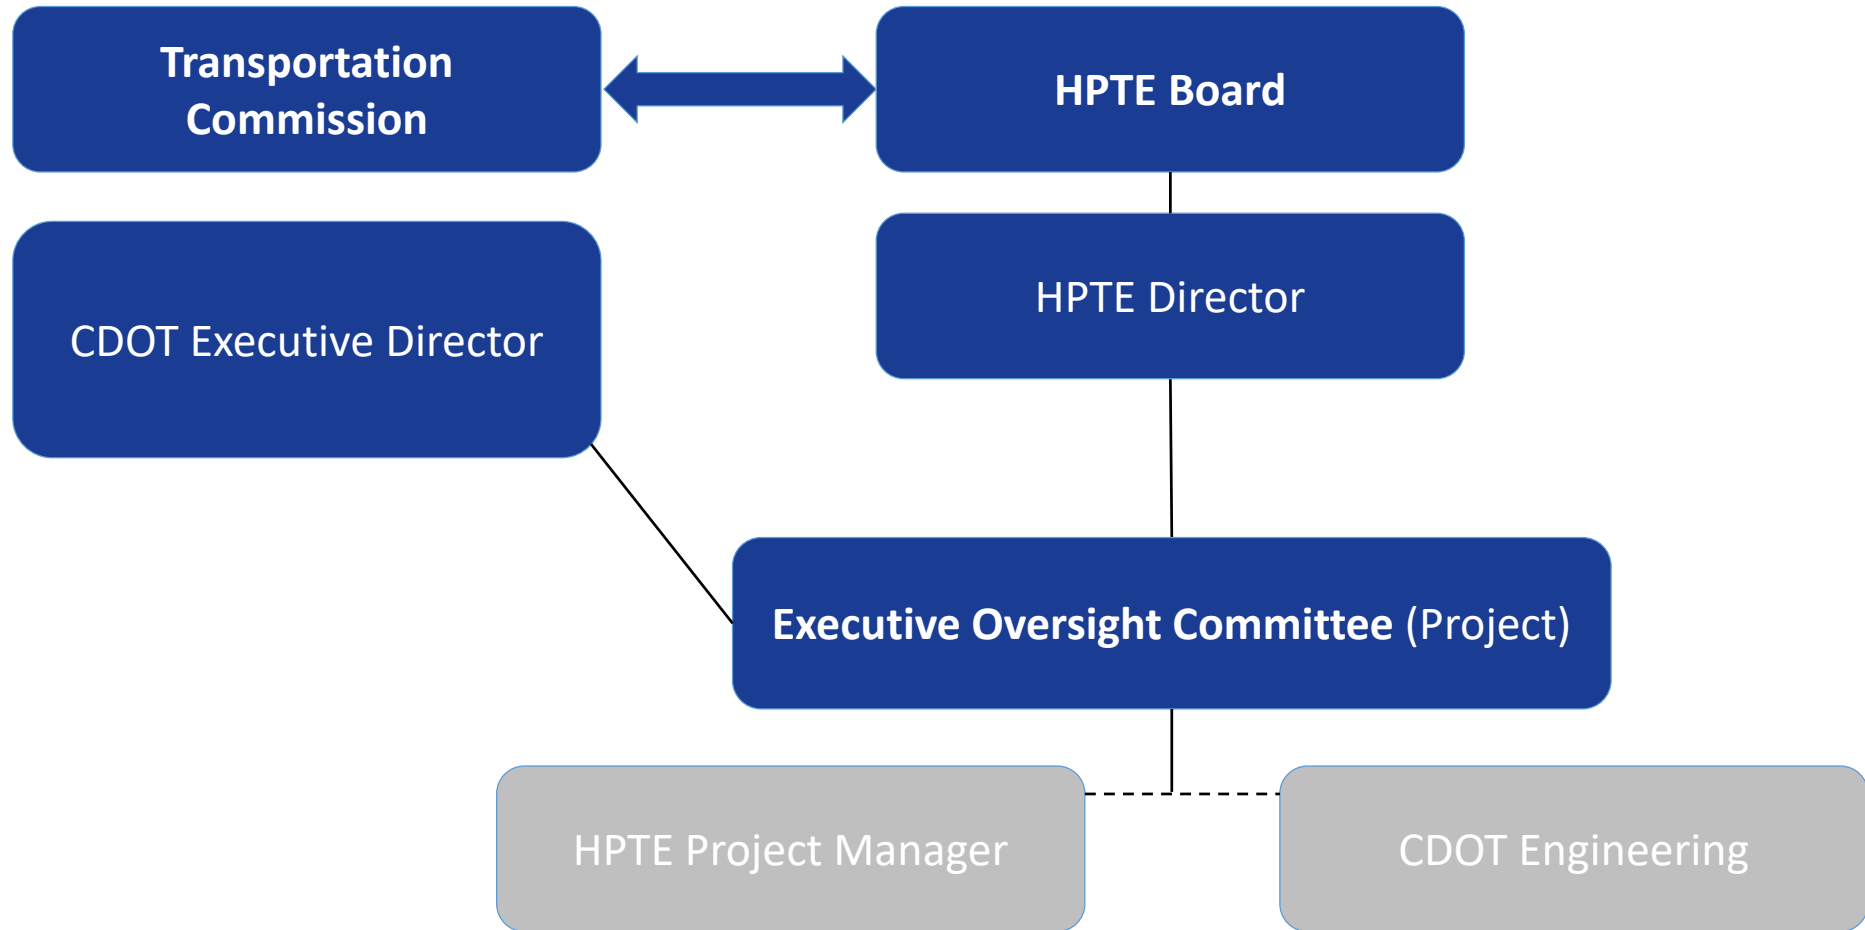 Transportation
Commission
HPTE Board
CDOT Executive Director
HPTE Director
Executive Oversight Committee (Project)
HPTE Project Manager
CDOT Engineering